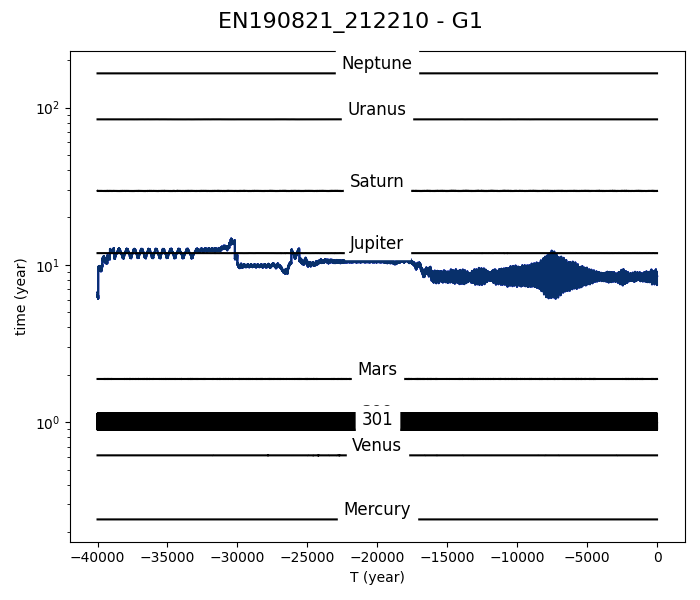 EN190821_212210 - G1
Neptune
10²
Uranus
Saturn
Jupiter
10¹
time (year)
Mars
301
10⁰
Venus
Mercury
−40000 −35000 −30000 −25000 −20000 −15000 −10000 −5000 0
T (year)